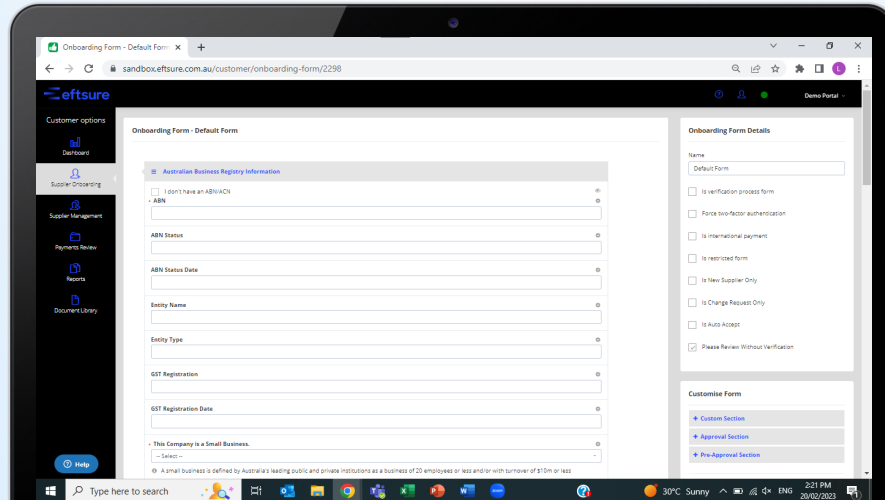 Onboarding Form - Default Form
sandbox.eftsure.com.au/customer/onboarding-form/2298
L
eftsure
Demo Portal
Customer options
Dashboard
Supplier Onboarding
Supplier Management
Payments Review
Reports
Document Library
Help
Onboarding Form - Default Form
Australian Business Registry Information
I don't have an ABN/ACN
ABN
ABN Status
ABN Status Date
Entity Name
Entity Type
GST Registration
GST Registration Date
This Company is a Small Business.
-- Select --
A small business is defined by Australia's leading public and private institutions as a business of 20 employees or less and/or with turnover of $10m or less
Onboarding Form Details
Name
Default Form
Is verification process form
Force two-factor authentication
Is international payment
Is restricted form
Is New Supplier Only
Is Change Request Only
Is Auto Accept
Please Review Without Verification
Customise Form
+ Custom Section
+ Approval Section
+ Pre-Approval Section
Type here to search
30°C Sunny
ENG
2:21 PM
20/02/2023